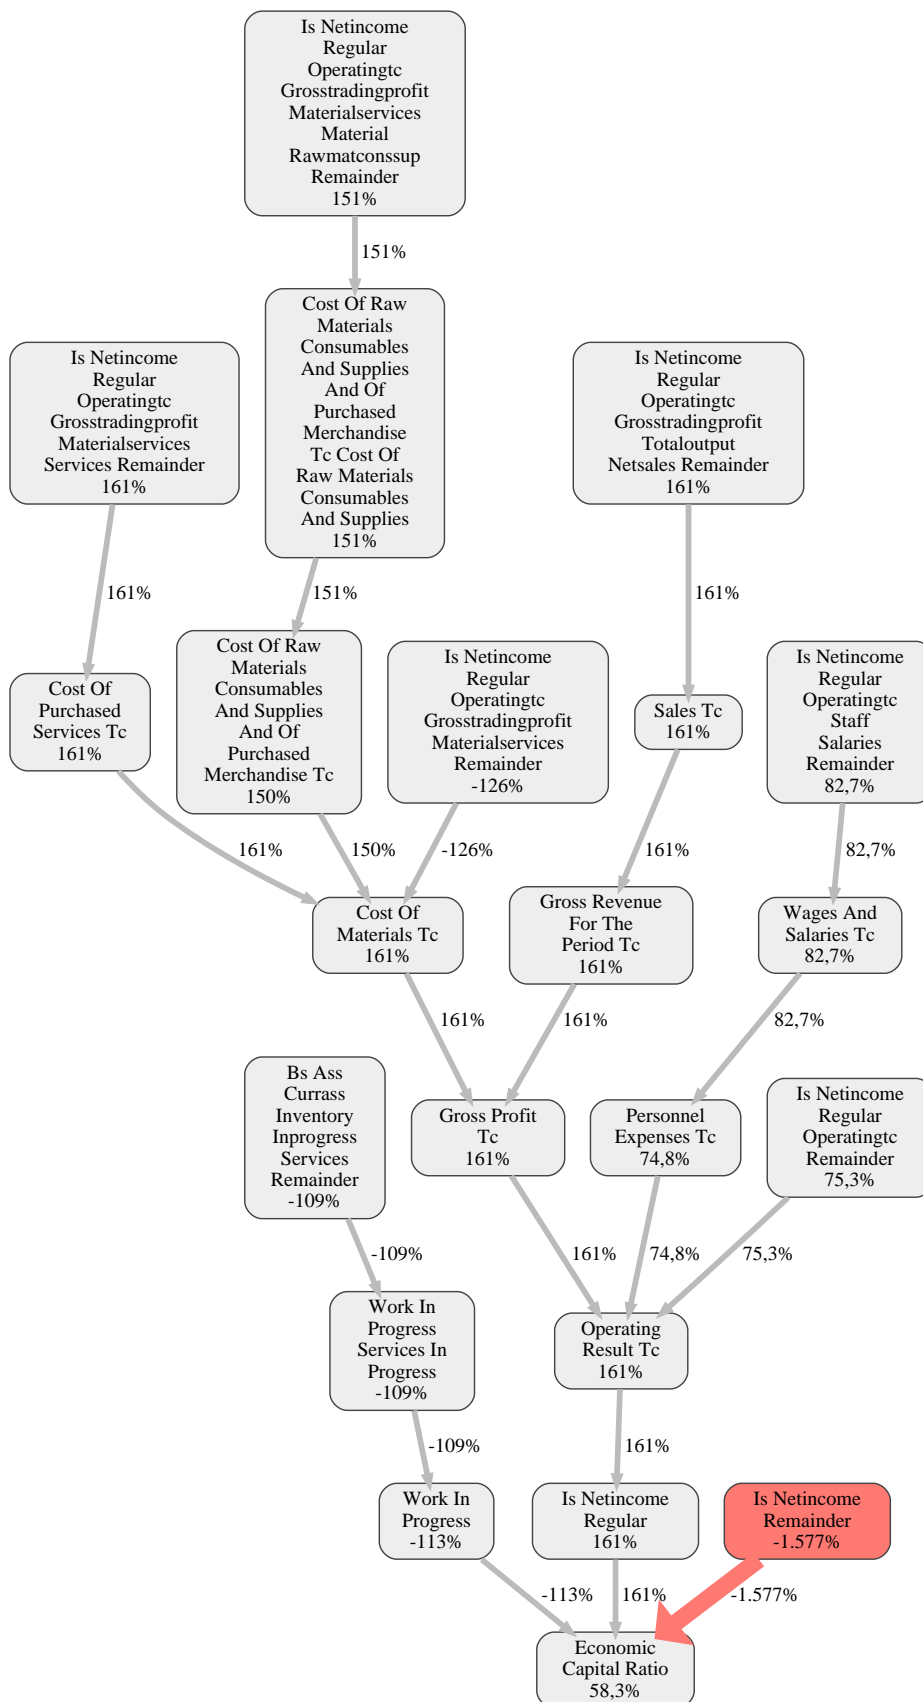 Is Netincome
Regular
Operatingtc
Grosstradingprofit
Materialservices
Material
Rawmatconssup
Remainder
151%
151%
Is Netincome
Regular
Operatingtc
Grosstradingprofit
Materialservices
Services Remainder
161%
Cost Of Raw
Materials
Consumables
And Supplies
And Of
Purchased
Merchandise
Tc Cost Of
Raw Materials
Consumables
And Supplies
151%
Is Netincome
Regular
Operatingtc
Grosstradingprofit
Totaloutput
Netsales Remainder
161%
161%
151%
161%
Cost Of
Purchased
Services Tc
161%
Cost Of Raw
Materials
Consumables
And Supplies
And Of
Purchased
Merchandise Tc
150%
Is Netincome
Regular
Operatingtc
Grosstradingprofit
Materialservices
Remainder
-126%
Sales Tc
161%
Is Netincome
Regular
Operatingtc
Staff
Salaries
Remainder
82,7%
161%
150%
-126%
161%
82,7%
Cost Of
Materials Tc
161%
Gross Revenue
For The
Period Tc
161%
Wages And
Salaries Tc
82,7%
161%
161%
82,7%
Bs Ass
Currass
Inventory
Inprogress
Services
Remainder
-109%
Gross Profit
Tc
161%
Personnel
Expenses Tc
74,8%
Is Netincome
Regular
Operatingtc
Remainder
75,3%
-109%
161%
74,8%
75,3%
Work In
Progress
Services In
Progress
-109%
Operating
Result Tc
161%
-109%
161%
Work In
Progress
-113%
Is Netincome
Regular
161%
Is Netincome
Remainder
-1.577%
-113%
161%
-1.577%
Economic
Capital Ratio
58,3%